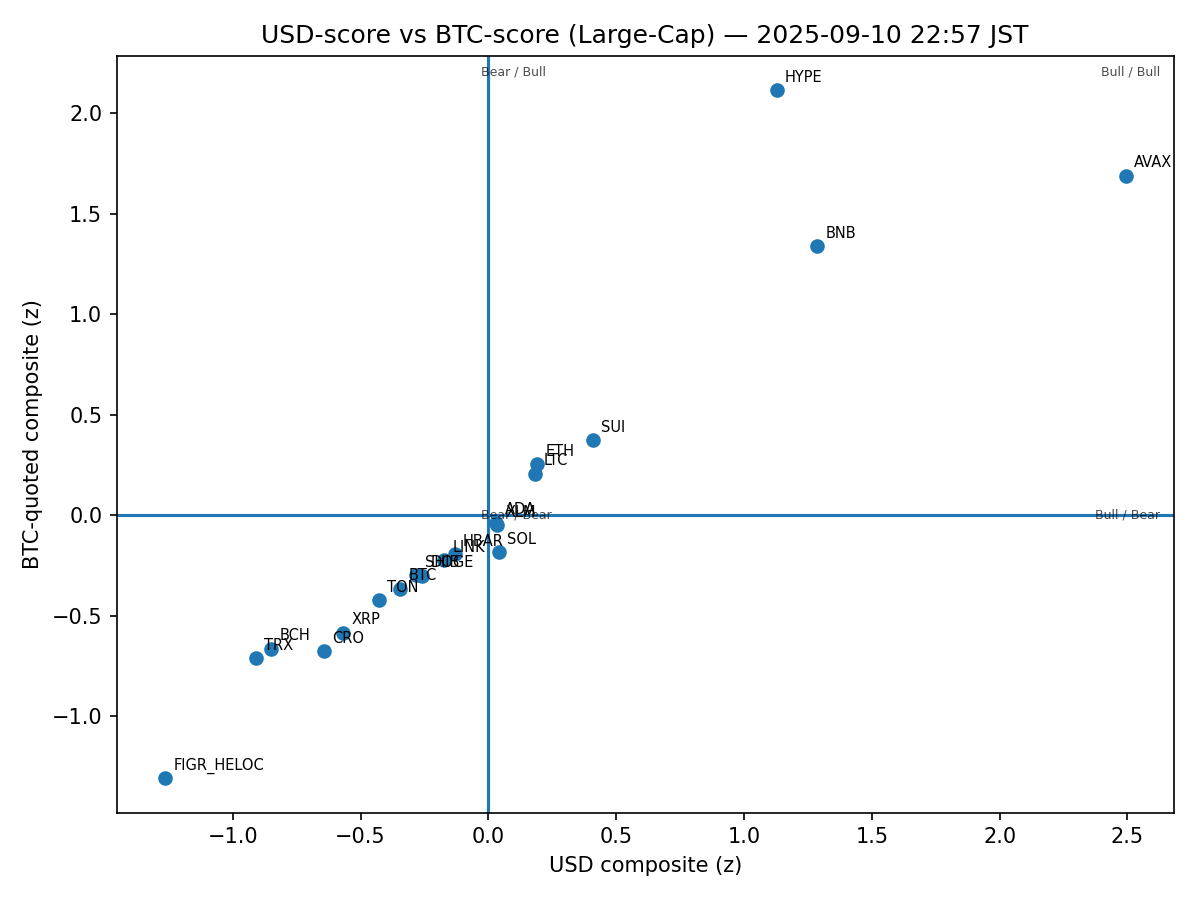 USD-score vs BTC-score (Large-Cap) — 2025-09-10 22:57 JST
Bear / Bull
Bull / Bull
HYPE
AVAX
BNB
SUI
ETH
LTC
ADA
Bear / Bear
Bull / Bear
SOL
HBAR
LINK
DOGE
BTC
TON
XRP
CRO
BCH
TRX
FIGR_HELOC
2.0
1.5
1.0
0.5
0.0
−0.5
−1.0
BTC-quoted composite (z)
−1.0
−0.5
0.0
0.5
1.0
1.5
2.0
2.5
USD composite (z)